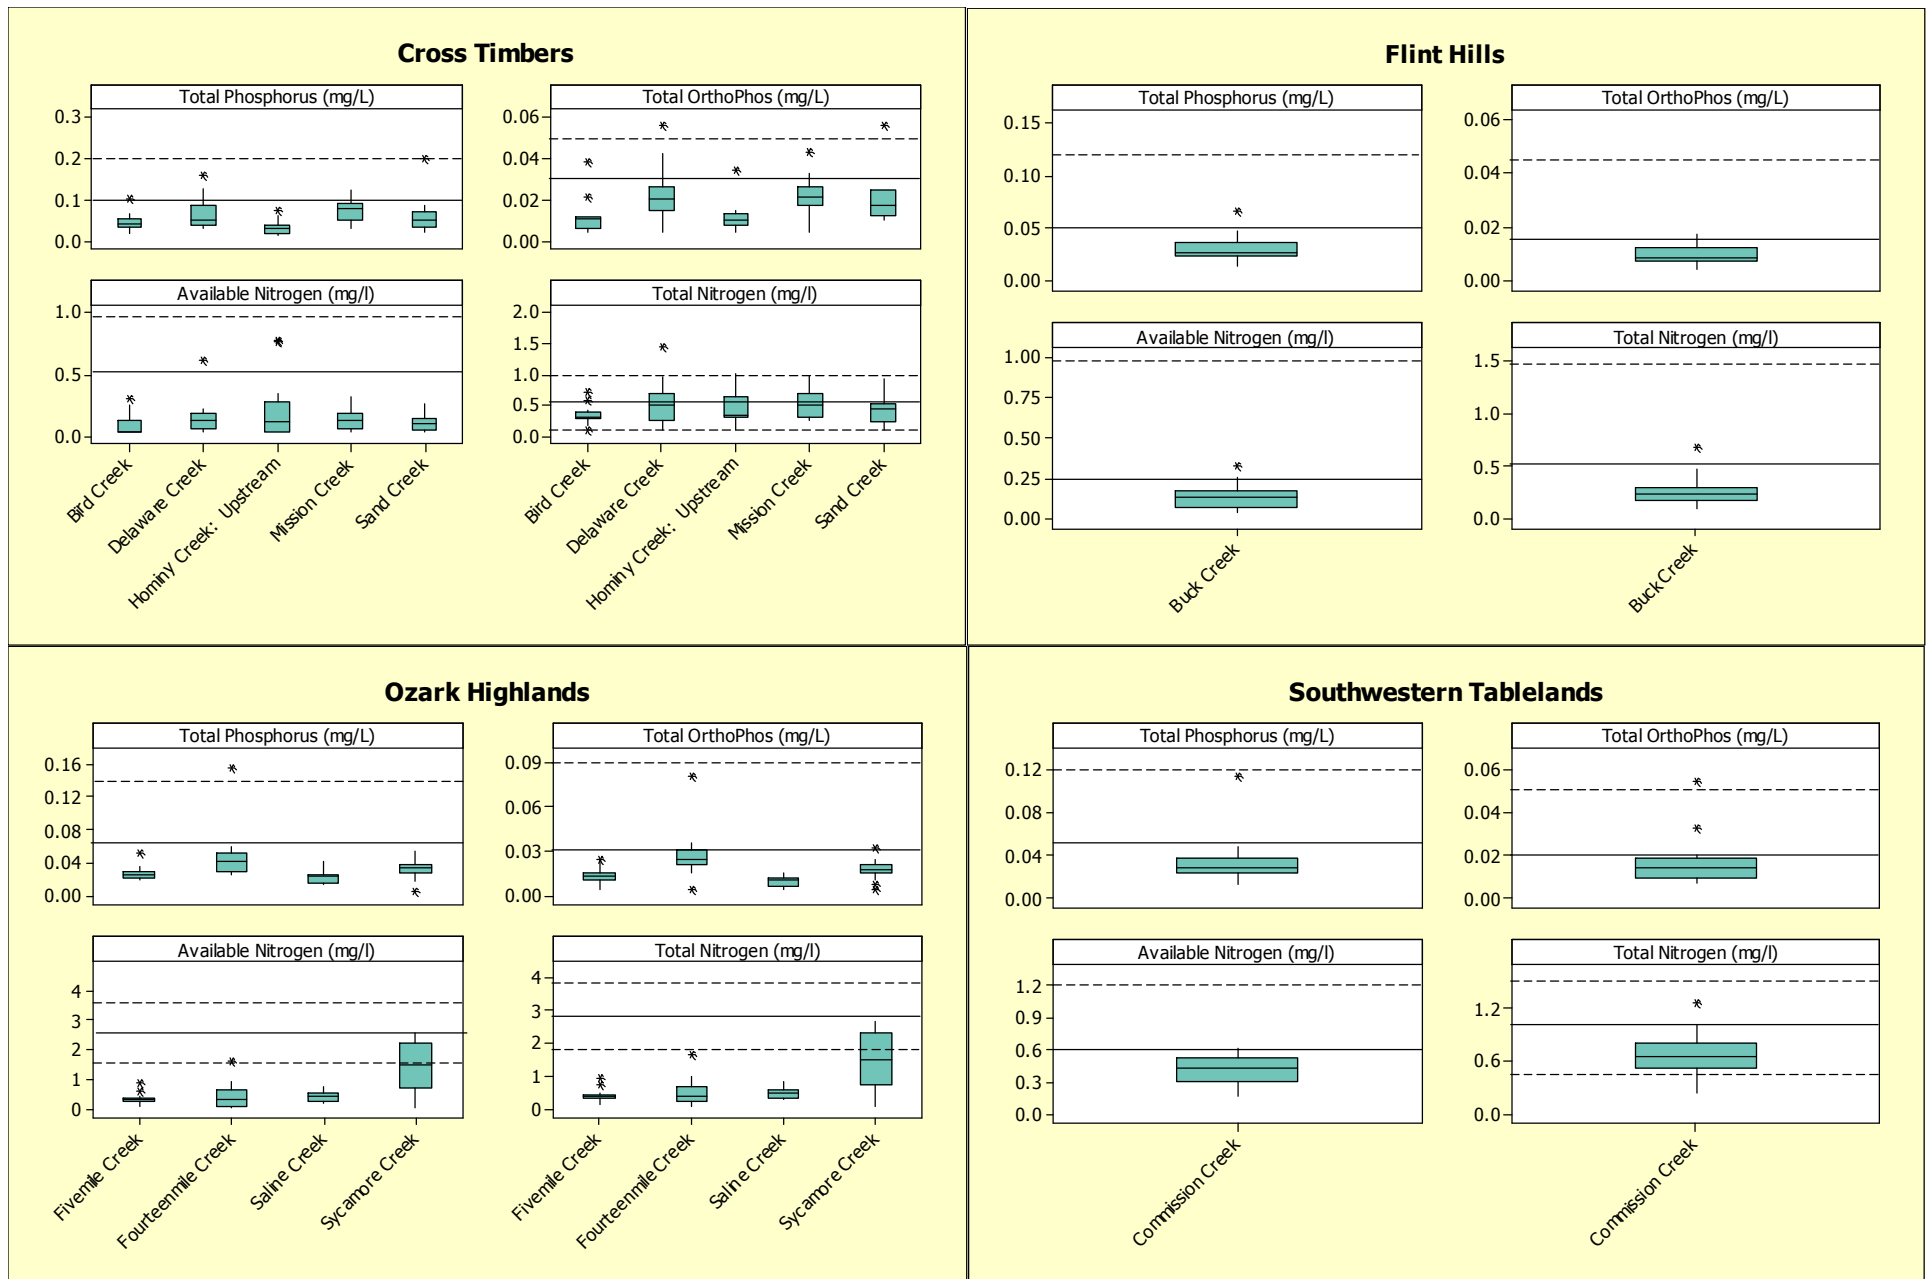 Cross Timbers
Total Phosphorus (mg/L)
0.3
0.2
0.1
0.0
Total OrthoPhos (mg/L)
0.06
0.04
0.02
0.00
Available Nitrogen (mg/l)
1.0
0.5
0.0
Total Nitrogen (mg/l)
2.0
1.5
1.0
0.5
0.0
Bird Creek
Delaware Creek
Hominy Creek: Upstream
Mission Creek
Sand Creek
Bird Creek
Delaware Creek
Hominy Creek: Upstream
Mission Creek
Sand Creek
Flint Hills
Total Phosphorus (mg/L)
0.15
0.10
0.05
0.00
Total OrthoPhos (mg/L)
0.06
0.04
0.02
0.00
Available Nitrogen (mg/l)
1.00
0.75
0.50
0.25
0.00
Total Nitrogen (mg/l)
1.5
1.0
0.5
0.0
Buck Creek
Buck Creek
Ozark Highlands
Total Phosphorus (mg/L)
0.16
0.12
0.08
0.04
0.00
Total OrthoPhos (mg/L)
0.09
0.06
0.03
0.00
Available Nitrogen (mg/l)
4
3
2
1
0
Total Nitrogen (mg/l)
4
3
2
1
0
Fivemile Creek
Fourteenmile Creek
Saline Creek
Sycamore Creek
Fivemile Creek
Fourteenmile Creek
Saline Creek
Sycamore Creek
Southwestern Tablelands
Total Phosphorus (mg/L)
0.12
0.08
0.04
0.00
Total OrthoPhos (mg/L)
0.06
0.04
0.02
0.00
Available Nitrogen (mg/l)
1.2
0.9
0.6
0.3
0.0
Total Nitrogen (mg/l)
1.2
0.6
0.0
Commission Creek
Commission Creek